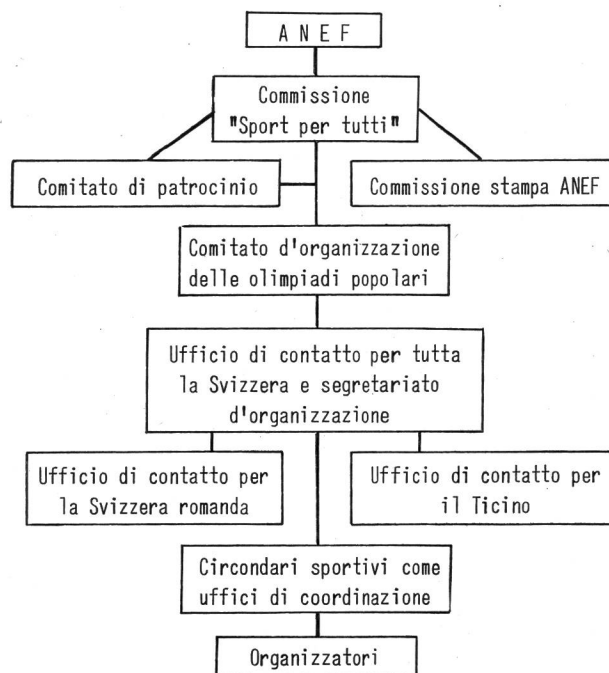 A N E F
Commissione
"Sport per tutti"
Comitato di patrocinio
Commissione stampa ANEF
Comitato d'organizzazione
delle olimpiadi popolari
Ufficio di contatto per tutta
la Svizzera e segretariato
d'organizzazione
Ufficio di contatto per
la Svizzera romanda
Ufficio di contatto per
il Ticino
Circondari sportivi come
uffici di coordinazione
Organizzatori